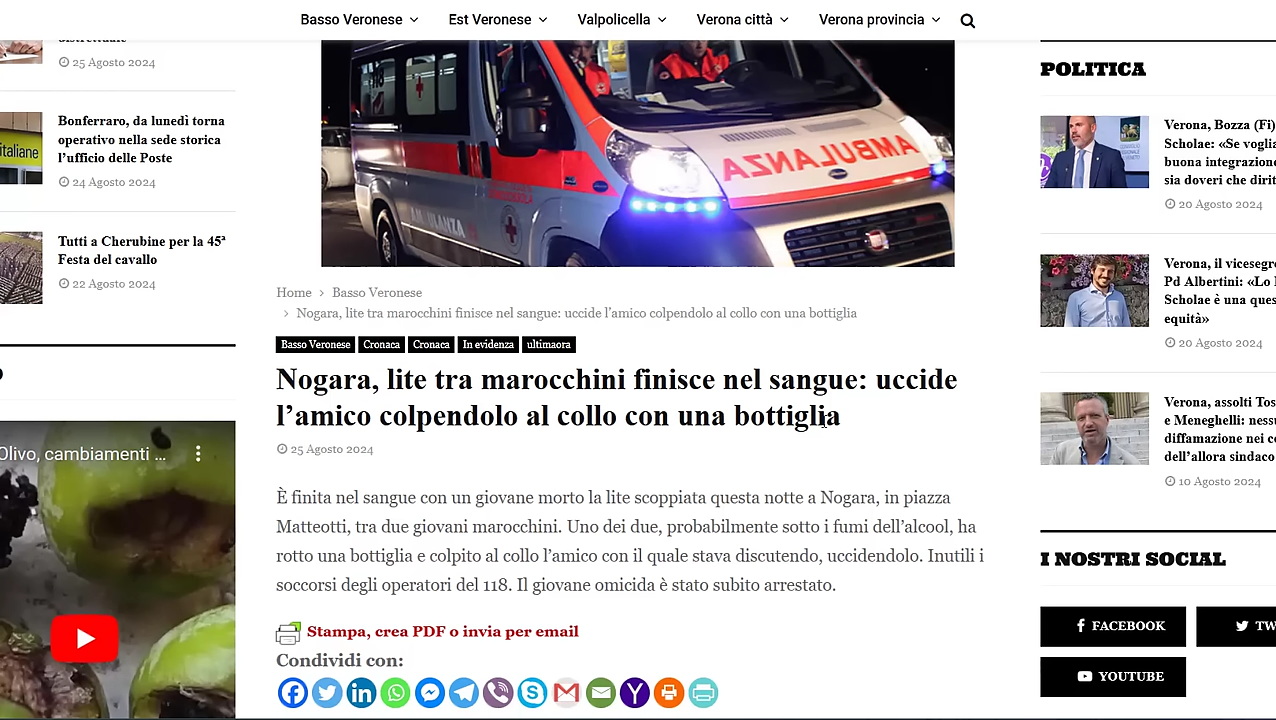 Basso Veronese
Est Veronese
Valpolicella
Verona città
Verona provincia
25 Agosto 2024
Bonferraro, da lunedì torna
operativo nella sede storica
l'ufficio delle Poste
24 Agosto 2024
italiane
Tutti a Cherubine per la 45ª
Festa del cavallo
22 Agosto 2024
Olivo, cambiamenti ...
AMBULANZA
Home > Basso Veronese
> Nogara, lite tra marocchini finisce nel sangue: uccide l'amico colpendolo al collo con una bottiglia
Basso Veronese
Cronaca
Cronaca
In evidenza
ultimaora
Nogara, lite tra marocchini finisce nel sangue: uccide
l'amico colpendolo al collo con una bottiglia
25 Agosto 2024
È finita nel sangue con un giovane morto la lite scoppiata questa notte a Nogara, in piazza
Matteotti, tra due giovani marocchini. Uno dei due, probabilmente sotto i fumi dell'alcool, ha
rotto una bottiglia e colpito al collo l'amico con il quale stava discutendo, uccidendolo. Inutili i
soccorsi degli operatori del 118. Il giovane omicida è stato subito arrestato.
Stampa, crea PDF o invia per email
Condividi con:
POLITICA
Verona, Bozza (Fi)
Scholae: «Se voglia
buona integrazion
sia doveri che dirit
20 Agosto 2024
Verona, il vicesegre
Pd Albertini: «Lo I
Scholae è una ques
equità»
20 Agosto 2024
Verona, assolti Tos
e Meneghelli: ness
diffamazione nei c
dell'allora sindaco
10 Agosto 2024
I NOSTRI SOCIAL
FACEBOOK
TW
YOUTUBE